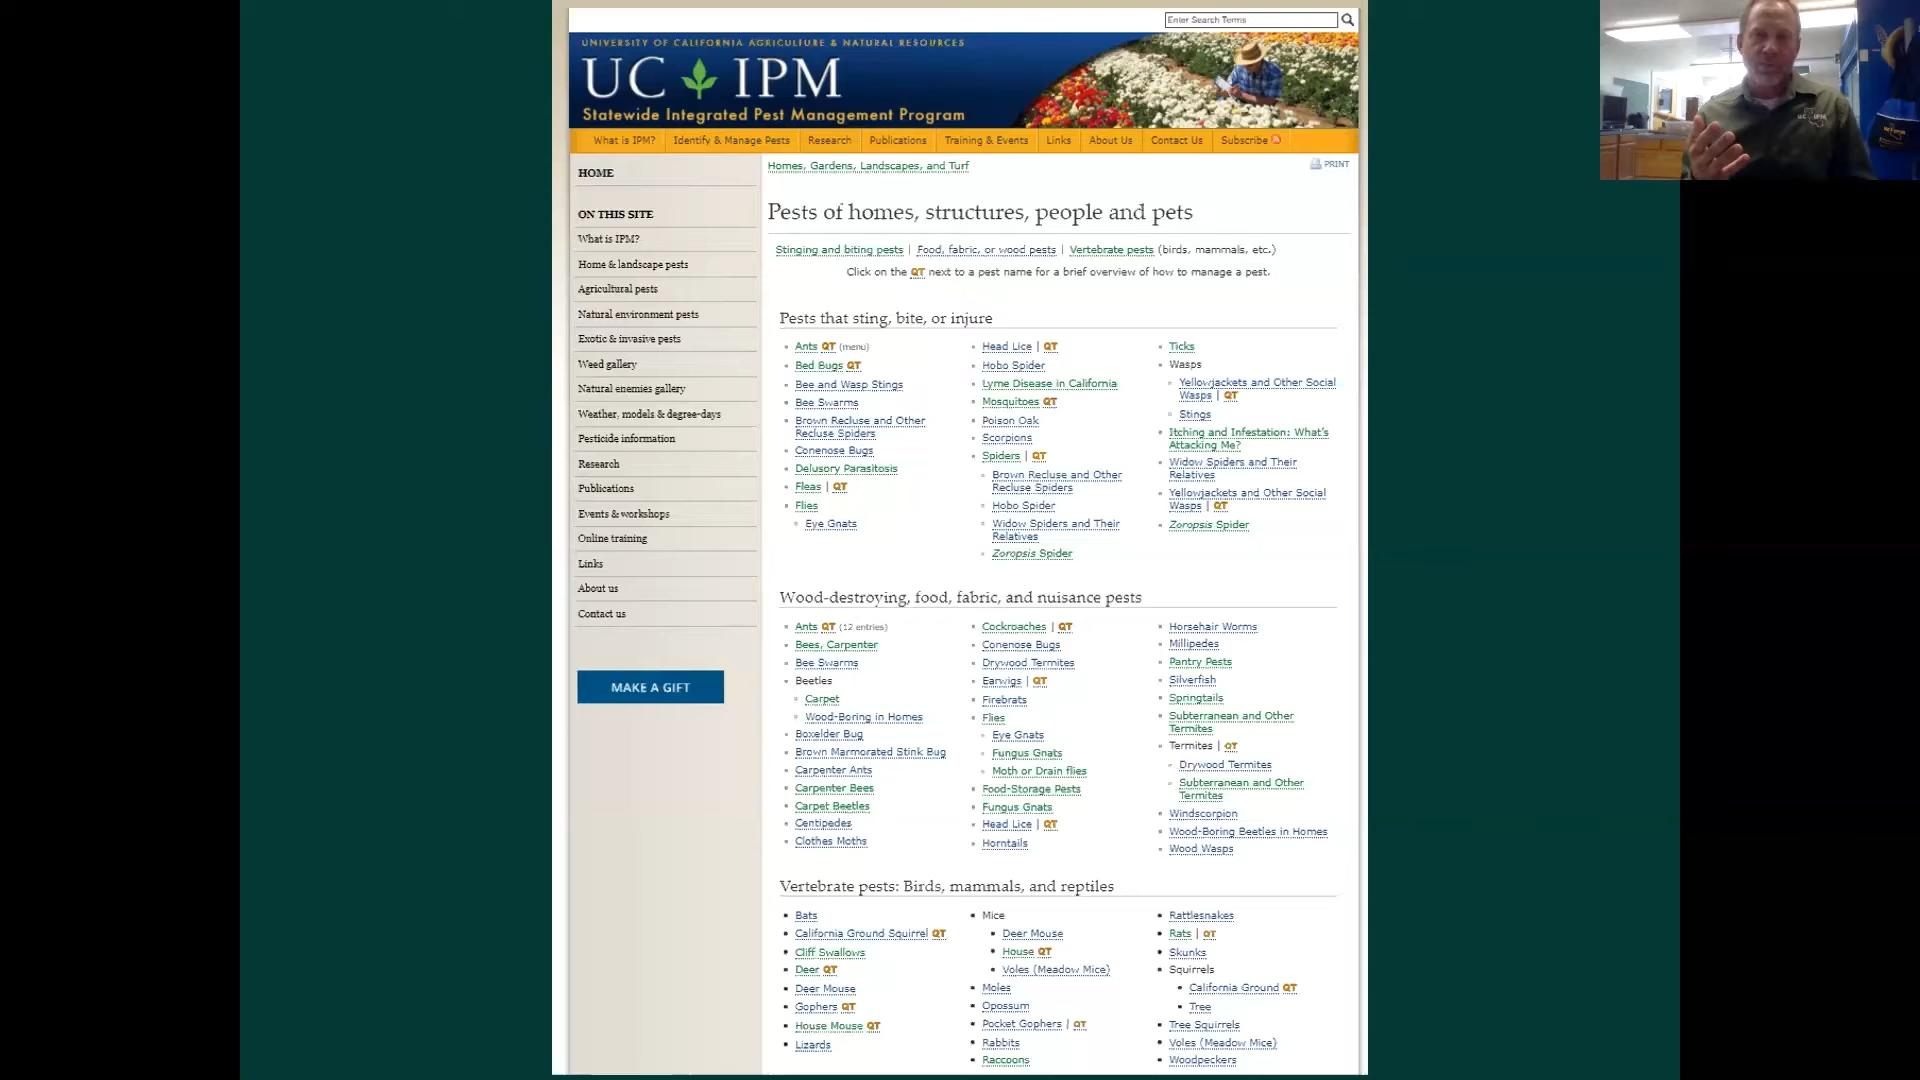 Enter Search Terms
UNIVERSITY OF CALIFORNIA AGRICULTURE & NATURAL RESOURCES
UC IPM
Statewide Integrated Pest Management Program
What is IPM?
Identify & Manage Pests
Research
Publications
Training & Events
Links
About Us
Contact Us
Subscribe
HOME
ON THIS SITE
What is IPM?
Home & landscape pests
Agricultural pests
Natural environment pests
Exotic & invasive pests
Weed gallery
Natural enemies gallery
Weather, models & degree-days
Pesticide information
Research
Publications
Events & workshops
Online training
Links
About us
Contact us
MAKE A GIFT
Homes, Gardens, Landscapes, and Turf
PRINT
Pests of homes, structures, people and pets
Stinging and biting pests | Food, fabric, or wood pests | Vertebrate pests (birds, mammals, etc.)
Click on the QT next to a pest name for a brief overview of how to manage a pest.
Pests that sting, bite, or injure
Ants QT (menu)
Bed Bugs QT
Bee and Wasp Stings
Bee Swarms
Brown Recluse and Other
Recluse Spiders
Conenose Bugs
Delusory Parasitosis
Fleas | QT
Flies
Eye Gnats
Head Lice | QT
Hobo Spider
Lyme Disease in California
Mosquitoes QT
Poison Oak
Scorpions
Spiders | QT
Brown Recluse and Other
Recluse Spiders
Hobo Spider
Widow Spiders and Their
Relatives
Zoropsis Spider
Ticks
Wasps
Yellowjackets and Other Social
Wasps | QT
Stings
Itching and Infestation: What's
Attacking Me?
Widow Spiders and Their
Relatives
Yellowjackets and Other Social
Wasps | QT
Zoropsis Spider
Wood-destroying, food, fabric, and nuisance pests
Ants QT (12 entries)
Bees, Carpenter
Bee Swarms
Beetles
Carpet
Wood-Boring in Homes
Boxelder Bug
Brown Marmorated Stink Bug
Carpenter Ants
Carpenter Bees
Carpet Beetles
Centipedes
Clothes Moths
Cockroaches | QT
Conenose Bugs
Drywood Termites
Earwigs | QT
Firebrats
Flies
Eye Gnats
Fungus Gnats
Moth or Drain flies
Food-Storage Pests
Fungus Gnats
Head Lice | QT
Horntails
Horsehair Worms
Millipedes
Pantry Pests
Silverfish
Springtails
Subterranean and Other
Termites
Termites | QT
Drywood Termites
Subterranean and Other
Termites
Windscorpion
Wood-Boring Beetles in Homes
Wood Wasps
Vertebrate pests: Birds, mammals, and reptiles
Bats
California Ground Squirrel QT
Cliff Swallows
Deer QT
Deer Mouse
Gophers QT
House Mouse QT
Lizards
Mice
Deer Mouse
House QT
Voles (Meadow Mice)
Moles
Opossum
Pocket Gophers | QT
Rabbits
Raccoons
Rattlesnakes
Rats | QT
Skunks
Squirrels
California Ground QT
Tree
Tree Squirrels
Voles (Meadow Mice)
Woodpeckers